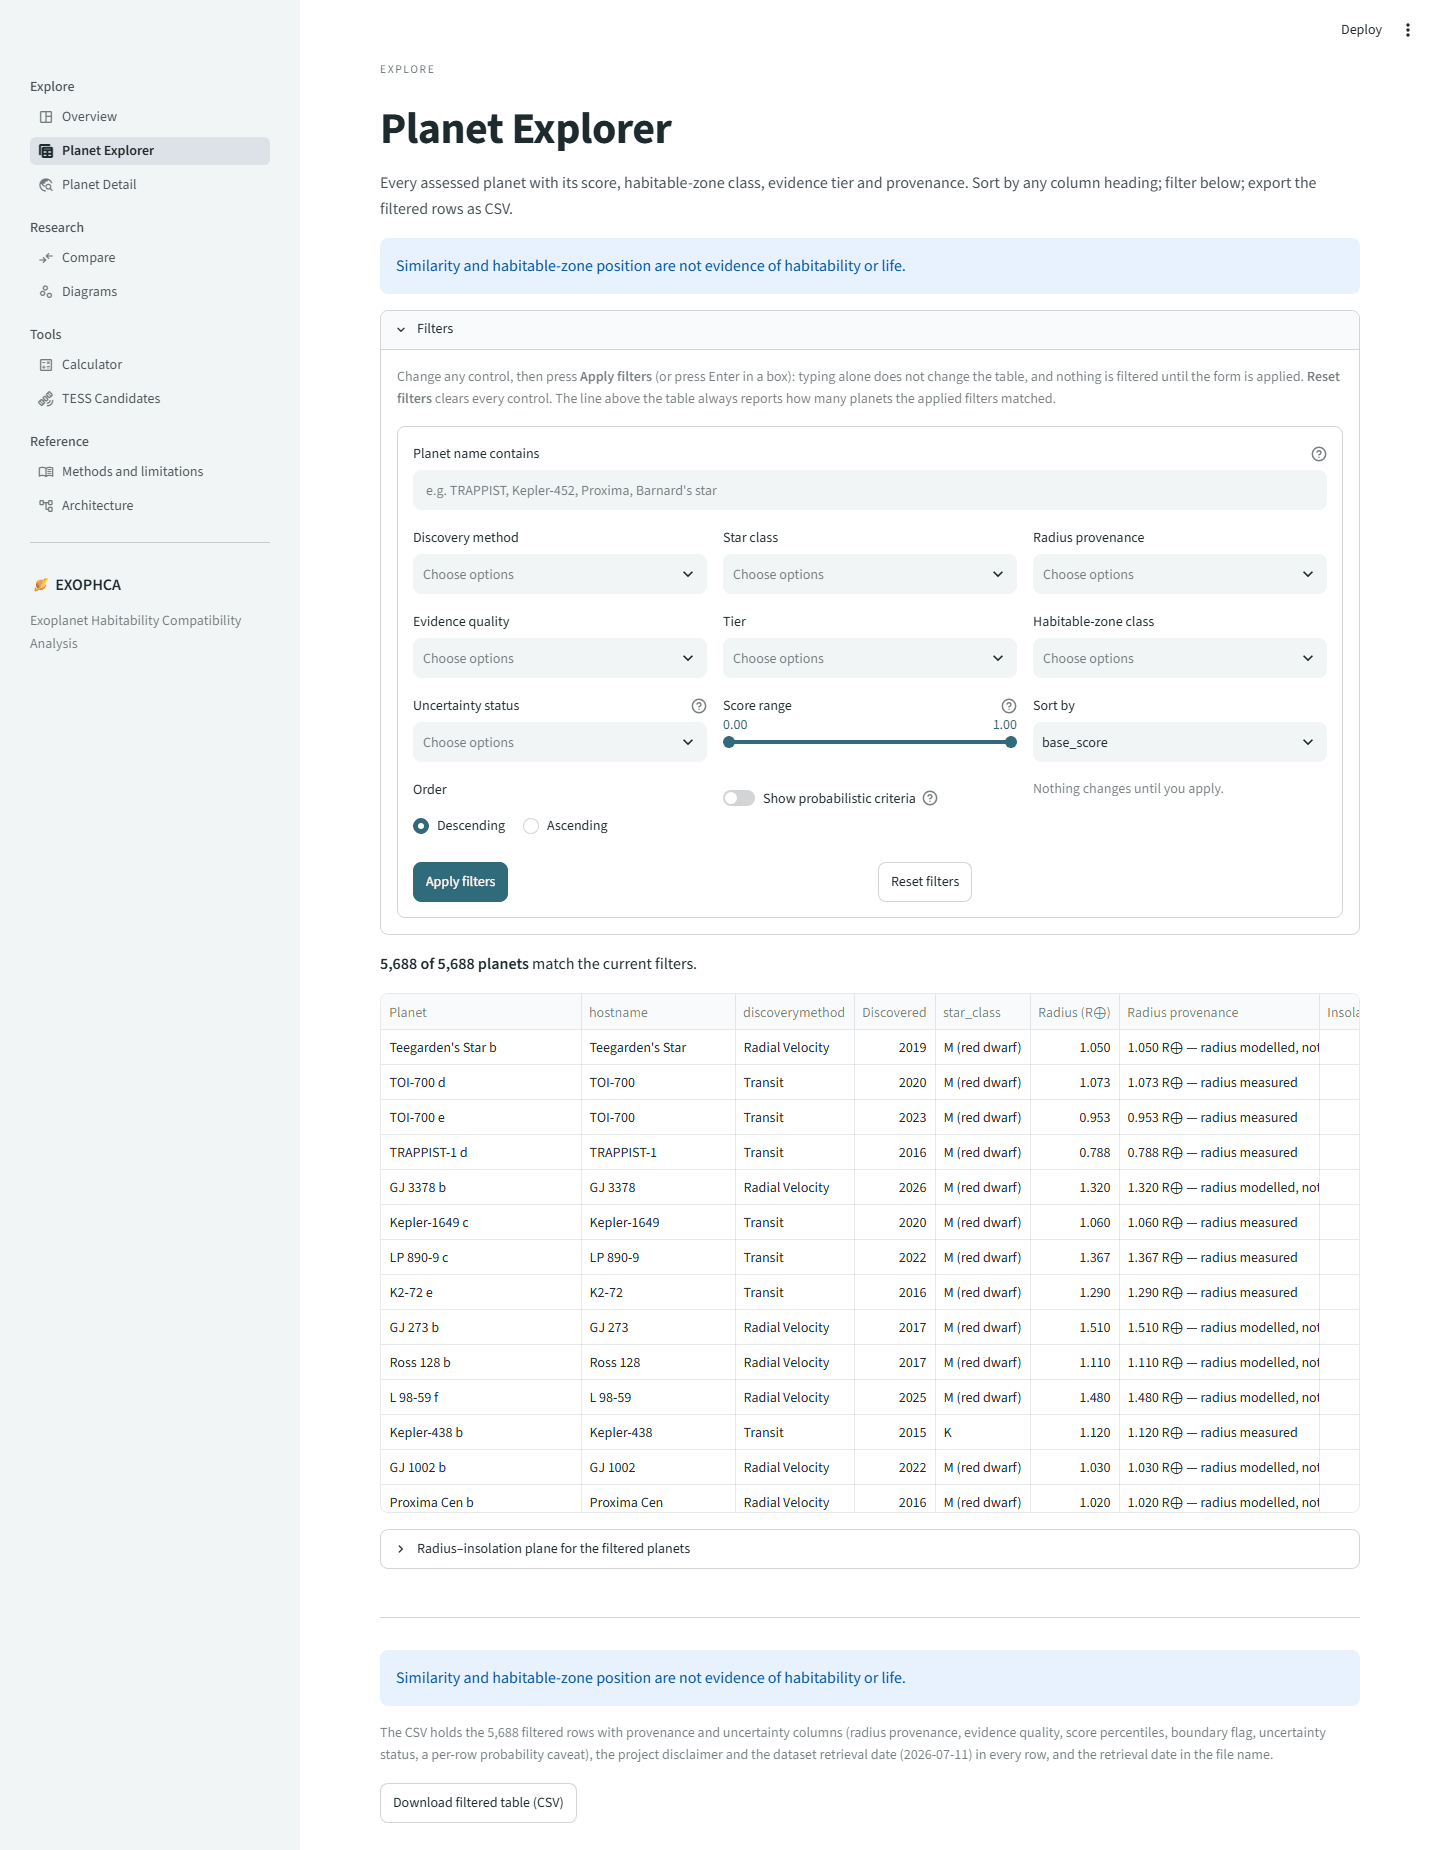 Deploy
Explore
Overview
Planet Explorer
Planet Detail
Research
Compare
Diagrams
Tools
Calculator
TESS Candidates
Reference
Methods and limitations
Architecture
EXOPHCA
Exoplanet Habitability Compatibility
Analysis
EXPLORE
Planet Explorer
Every assessed planet with its score, habitable-zone class, evidence tier and provenance. Sort by any column heading; filter below; export the
filtered rows as CSV.
Similarity and habitable-zone position are not evidence of habitability or life.
Filters
Change any control, then press Apply filters (or press Enter in a box): typing alone does not change the table, and nothing is filtered until the form is applied. Reset
filters clears every control. The line above the table always reports how many planets the applied filters matched.
Planet name contains
e.g. TRAPPIST, Kepler-452, Proxima, Barnard's star
Discovery method Star class Radius provenance
Choose options Choose options Choose options
Evidence quality Tier Habitable-zone class
Choose options Choose options Choose options
Uncertainty status Score range Sort by
0.00 1.00
Choose options base_score
Order Show probabilistic criteria Nothing changes until you apply.
Descending Ascending
Apply filters Reset filters
5,688 of 5,688 planets match the current filters.
Planet hostname discoverymethod Discovered star_class Radius (R⊕) Radius provenance Insola
Teegarden's Star b Teegarden's Star Radial Velocity 2019 M (red dwarf) 1.050 1.050 R⊕ — radius modelled, not
TOI-700 d TOI-700 Transit 2020 M (red dwarf) 1.073 1.073 R⊕ — radius measured
TOI-700 e TOI-700 Transit 2023 M (red dwarf) 0.953 0.953 R⊕ — radius measured
TRAPPIST-1 d TRAPPIST-1 Transit 2016 M (red dwarf) 0.788 0.788 R⊕ — radius measured
GJ 3378 b GJ 3378 Radial Velocity 2026 M (red dwarf) 1.320 1.320 R⊕ — radius modelled, not
Kepler-1649 c Kepler-1649 Transit 2020 M (red dwarf) 1.060 1.060 R⊕ — radius measured
LP 890-9 c LP 890-9 Transit 2022 M (red dwarf) 1.367 1.367 R⊕ — radius measured
K2-72 e K2-72 Transit 2016 M (red dwarf) 1.290 1.290 R⊕ — radius measured
GJ 273 b GJ 273 Radial Velocity 2017 M (red dwarf) 1.510 1.510 R⊕ — radius modelled, not
Ross 128 b Ross 128 Radial Velocity 2017 M (red dwarf) 1.110 1.110 R⊕ — radius modelled, not
L 98-59 f L 98-59 Radial Velocity 2025 M (red dwarf) 1.480 1.480 R⊕ — radius modelled, not
Kepler-438 b Kepler-438 Transit 2015 K 1.120 1.120 R⊕ — radius measured
GJ 1002 b GJ 1002 Radial Velocity 2022 M (red dwarf) 1.030 1.030 R⊕ — radius modelled, not
Proxima Cen b Proxima Cen Radial Velocity 2016 M (red dwarf) 1.020 1.020 R⊕ — radius modelled, not
Radius–insolation plane for the filtered planets
Similarity and habitable-zone position are not evidence of habitability or life.
The CSV holds the 5,688 filtered rows with provenance and uncertainty columns (radius provenance, evidence quality, score percentiles, boundary flag, uncertainty
status, a per-row probability caveat), the project disclaimer and the dataset retrieval date (2026-07-11) in every row, and the retrieval date in the file name.
Download filtered table (CSV)